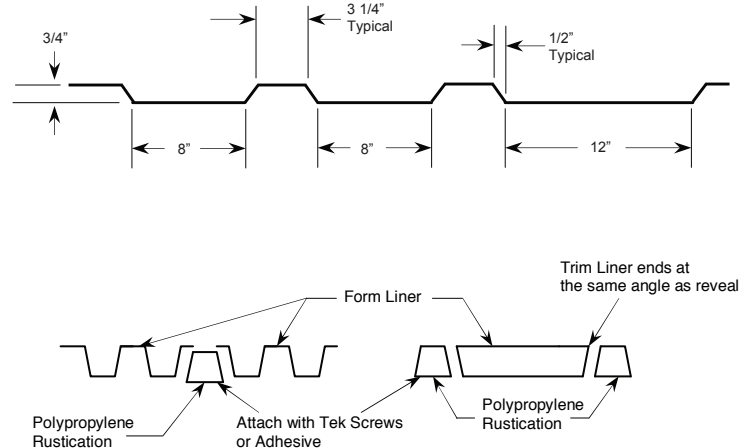 3 1/4”
Typical
3/4”
1/2”
Typical
8”
8”
12”
Trim Liner ends at
the same angle as reveal
Form Liner
Polypropylene
Rustication
Attach with Tek Screws
or Adhesive
Polypropylene
Rustication